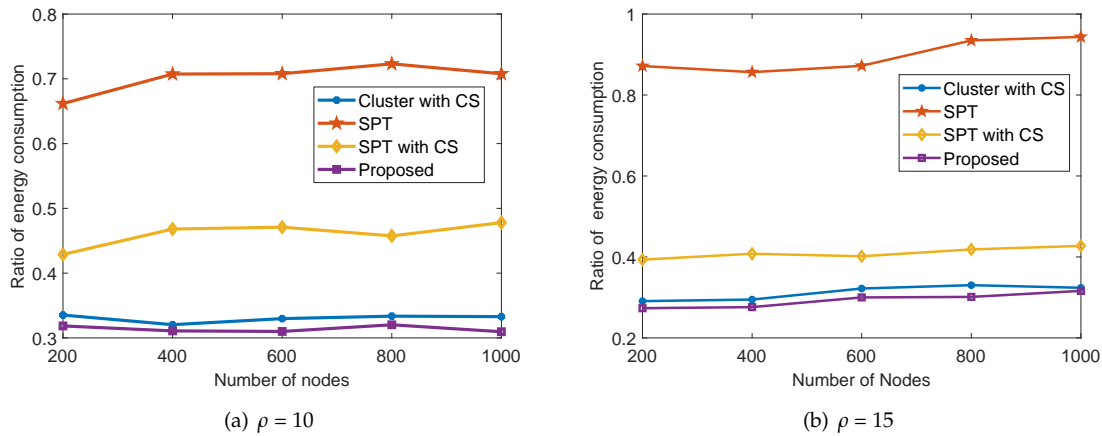 0.8
0.7
0.6
0.5
0.4
0.3
Ratio of energy consumption
200
400
600
800
1000
Number of nodes
Cluster with CS
SPT
SPT with CS
Proposed
(a) ρ = 10
1
0.8
0.6
0.4
0.2
Ratio of energy consumption
200
400
600
800
1000
Number of Nodes
Cluster with CS
SPT
SPT with CS
Proposed
(b) ρ = 15